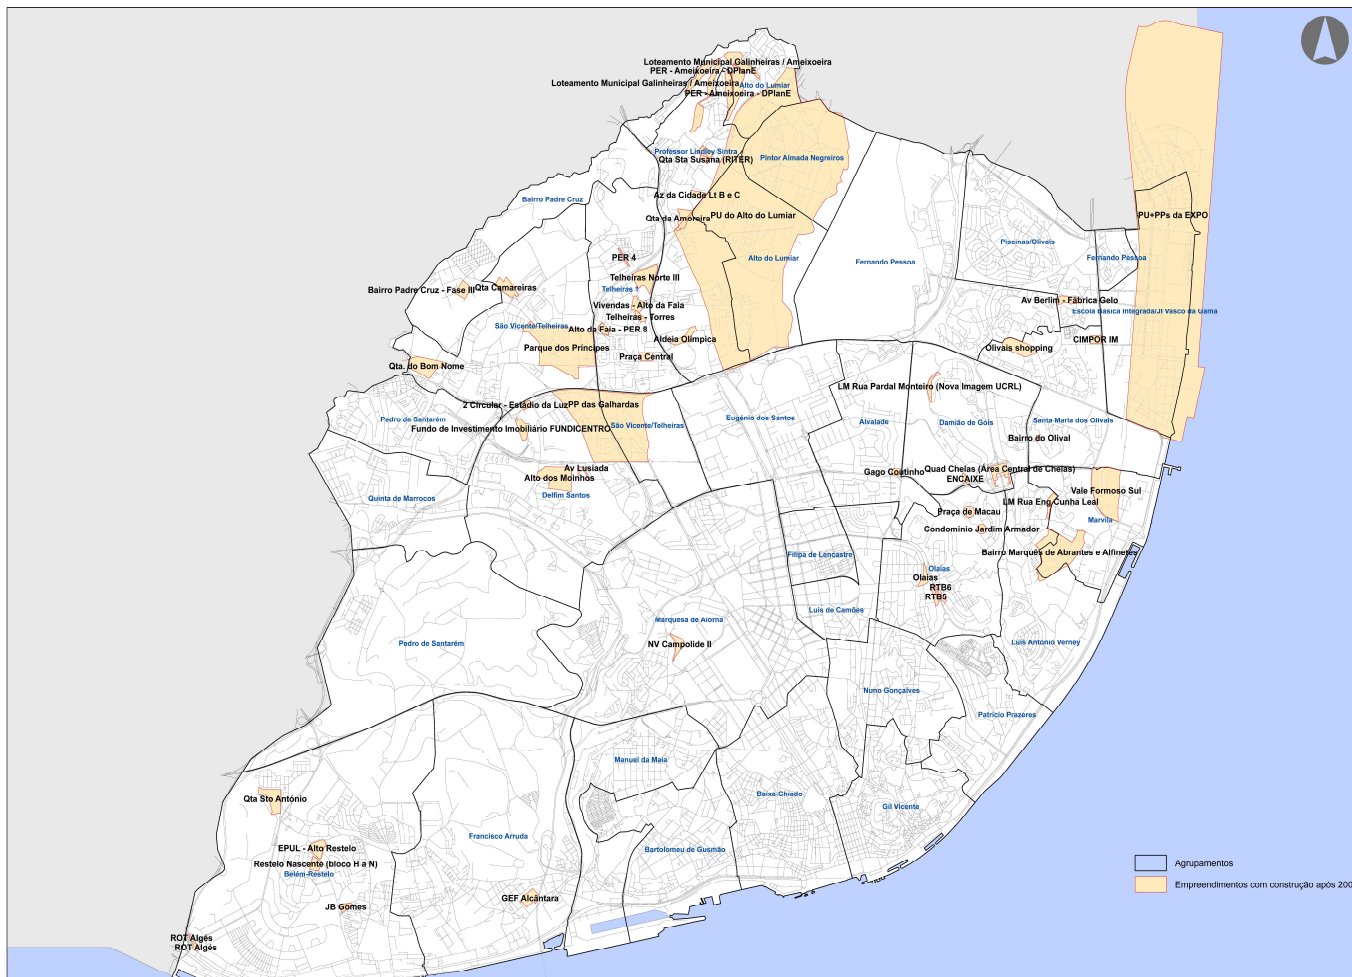 Loteamento Municipal Galinheiras / Ameixoeira
PER - Ameixoeira - DPlanE
Loteamento Municipal Galinheiras / Ameixoeira
Alto do Lumiar
PER - Ameixoeira - DPlanE
Professor Lindley Sintra
Pintor Almada Negreiros
Qta Sta Susana (RITER)
Bairro Padre Cruz
Az da Cidade Lt B e C
Qta da Amoreira
PU do Alto do Lumiar
PU+PPs da EXPO
Piscinas/Olivais
PER 4
Alto do Lumiar
Fernando Pessoa
Fernando Pessoa
Telheiras Norte III
Bairro Padre Cruz - Fase III
Qta Camareiras
Telheiras 1
Av Berlim - Fábrica Gelo
Vivendas - Alto da Faia
Escola Básica Integrada/JI Vasco da Gama
Telheiras - Torres
São Vicente/Telheiras
Alto da Faia - PER 8
Aldeia Olímpica
CIMPOR IM
Parque dos Príncipes
Olivais shopping
Praça Central
Qta. do Bom Nome
LM Rua Pardal Monteiro (Nova Imagem UCRL)
2 Circular - Estádio da Luz
PP das Galhardas
Pedro de Santarém
Eugénio dos Santos
Alvalade
Damião de Góis
Santa Maria dos Olivais
Fundo de Investimento Imobiliário FUNDICENTRO
São Vicente/Telheiras
Bairro do Olival
Av Lusiada
Gago Coutinho
Quad Chelas (Área Central de Chelas)
Alto dos Moinhos
ENCAIXE
Delfim Santos
Quinta de Marrocos
Vale Formoso Sul
LM Rua Eng Cunha Leal
Praça de Macau
Marvila
Condominio Jardim Armador
Filipa de Lencastre
Bairro Marquês de Abrantes e Alfinetes
Olaias
Olaias
RTB6
RTB5
Luís de Camões
Marquesa de Alorna
Pedro de Santarém
NV Campolide II
Luís António Verney
Nuno Gonçalves
Patrício Prazeres
Manuel da Maia
Baixa-Chiado
Qta Sto António
Gil Vicente
Francisco Arruda
EPUL - Alto Restelo
Bartolomeu de Gusmão
Restelo Nascente (bloco H a N)
Belém-Restelo
Agrupamentos
Empreendimentos com construção após 200
GEF Alcântara
JB Gomes
ROT Algés
ROT Algés